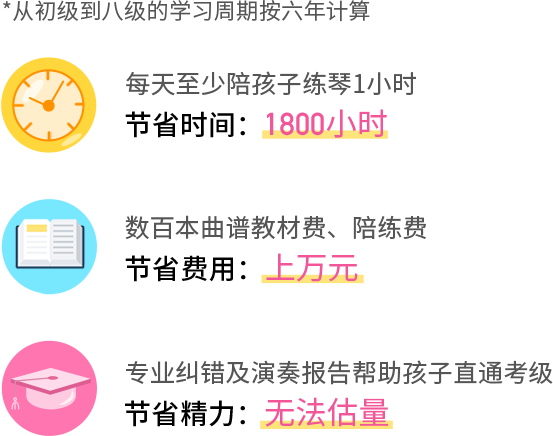 *从初级到八级的学习周期按六年计算
每天至少陪孩子练琴1小时
节省时间：1800小时
数百本曲谱教材费、陪练费
节省费用：上万元
专业纠错及演奏报告帮助孩子直通考级
节省精力：无法估量